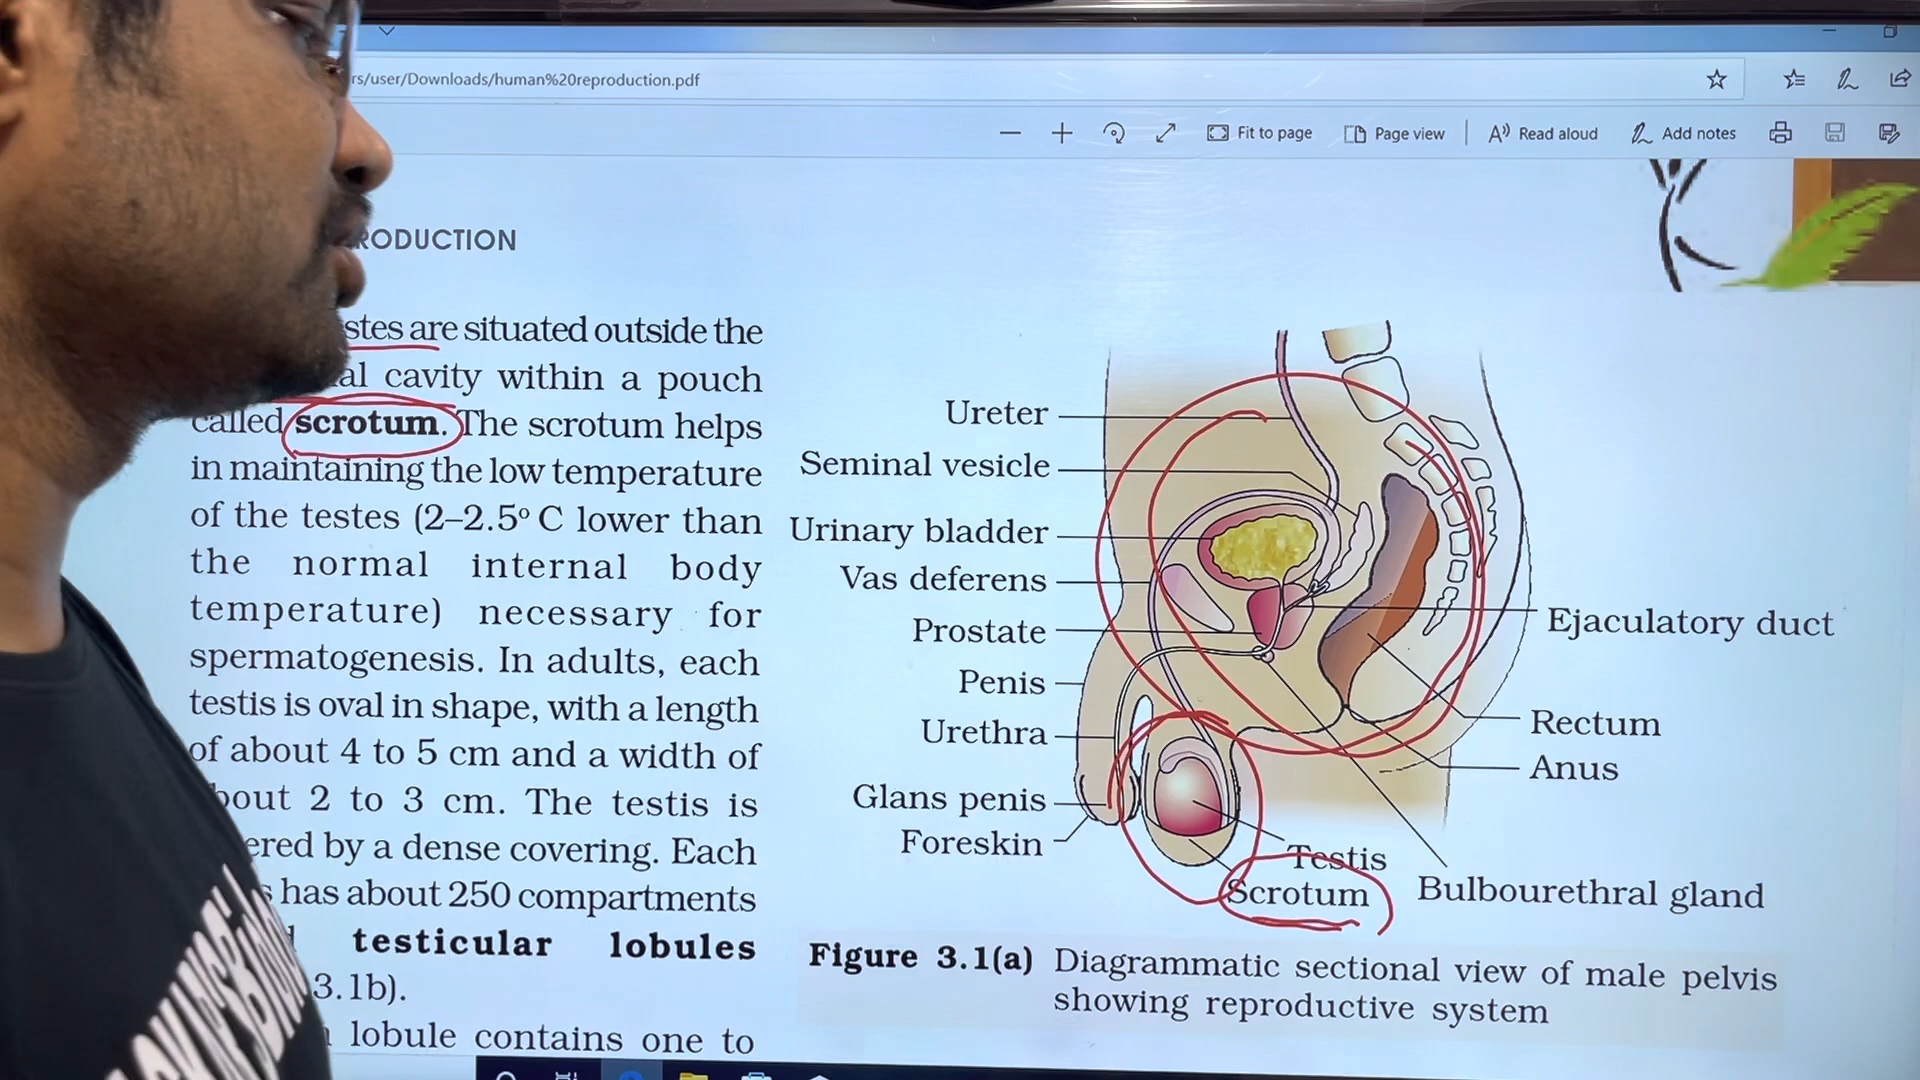 rs/user/Downloads/human%20reproduction.pdf
Fit to page
Page view
Read aloud
Add notes
RODUCTION
stes are situated outside the
al cavity within a pouch
called scrotum. The scrotum helps
in maintaining the low temperature
of the testes (2–2.5° C lower than
the normal internal body
temperature) necessary for
spermatogenesis. In adults, each
testis is oval in shape, with a length
of about 4 to 5 cm and a width of
bout 2 to 3 cm. The testis is
ered by a dense covering. Each
s has about 250 compartments
testicular lobules
3.1b).
lobule contains one to
Ureter
Seminal vesicle
Urinary bladder
Vas deferens
Prostate
Penis
Urethra
Glans penis
Foreskin
Ejaculatory duct
Rectum
Anus
Testis
Scrotum
Bulbourethral gland
Figure 3.1(a) Diagrammatic sectional view of male pelvis
showing reproductive system